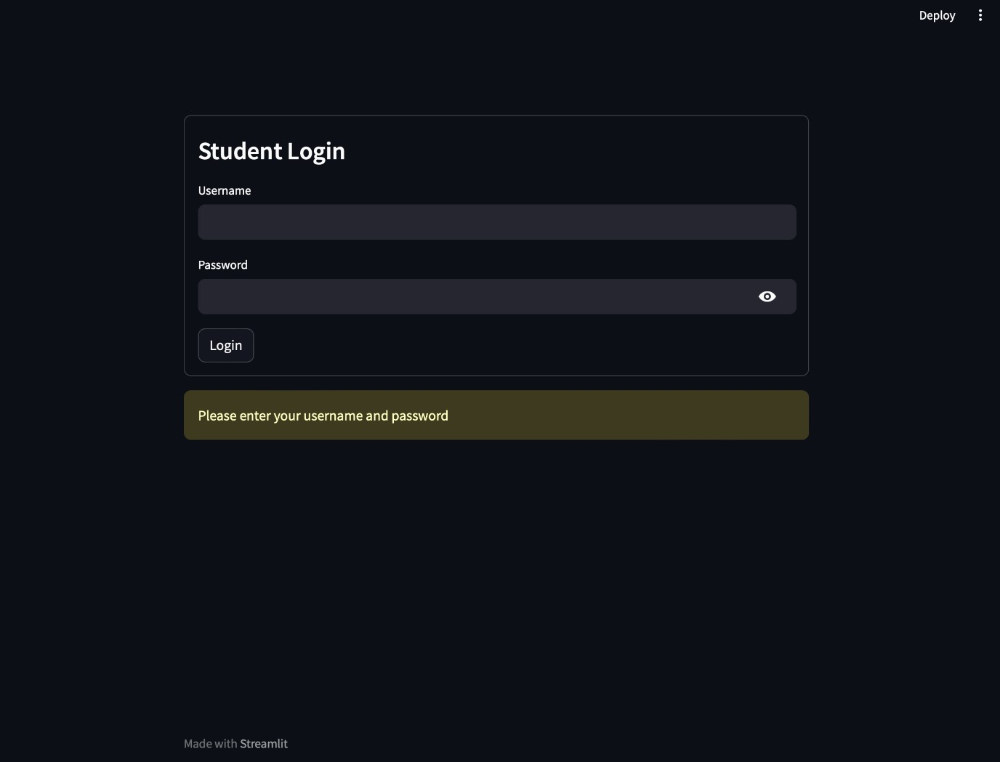 Deploy
Student Login
Username
Password
Login
Please enter your username and password
Made with Streamlit